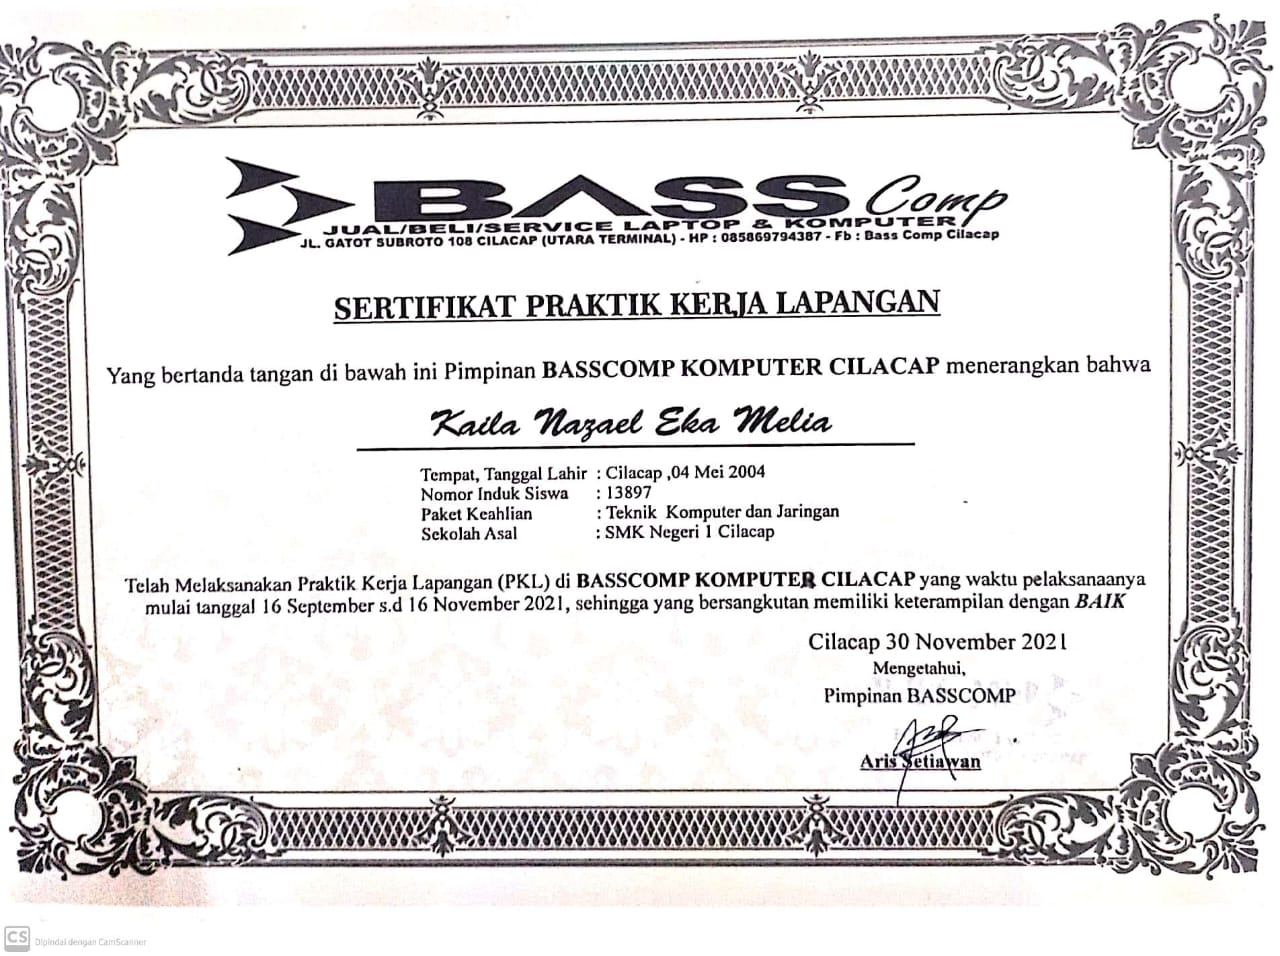 BASS Comp
JUAL/BELI/SERVICE LAPTOP & KOMPUTER
JL. GATOT SUBROTO 108 CILACAP (UTARA TERMINAL) - HP : 085869794387 - Fb : Bass Comp Cilacap
SERTIFIKAT PRAKTIK KERJA LAPANGAN
Yang bertanda tangan di bawah ini Pimpinan BASSCOMP KOMPUTER CILACAP menerangkan bahwa
Kaila Nazael Eka Melia
Tempat, Tanggal Lahir : Cilacap ,04 Mei 2004
Nomor Induk Siswa : 13897
Paket Keahlian : Teknik Komputer dan Jaringan
Sekolah Asal : SMK Negeri 1 Cilacap
Telah Melaksanakan Praktik Kerja Lapangan (PKL) di BASSCOMP KOMPUTER CILACAP yang waktu pelaksanaanya
mulai tanggal 16 September s.d 16 November 2021, sehingga yang bersangkutan memiliki keterampilan dengan BAIK
Cilacap 30 November 2021
Mengetahui,
Pimpinan BASSCOMP
Aris Setiawan
CS Dipindai dengan CamScanner